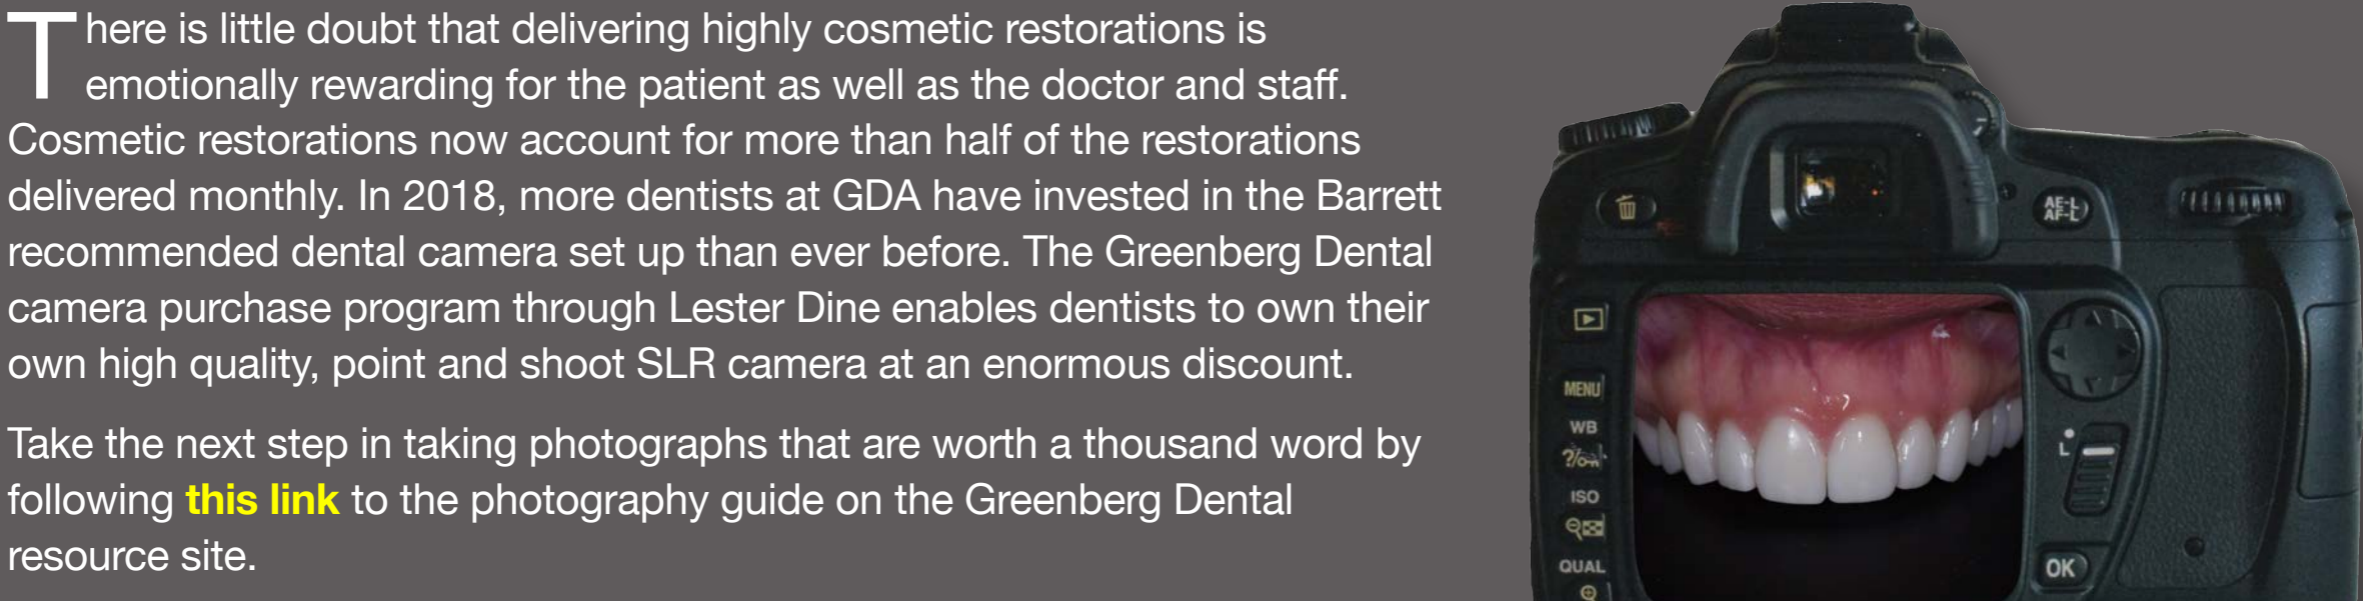 There is little doubt that delivering highly cosmetic restorations is
emotionally rewarding for the patient as well as the doctor and staff.
Cosmetic restorations now account for more than half of the restorations
delivered monthly. In 2018, more dentists at GDA have invested in the Barrett
recommended dental camera set up than ever before. The Greenberg Dental
camera purchase program through Lester Dine enables dentists to own their
own high quality, point and shoot SLR camera at an enormous discount.
Take the next step in taking photographs that are worth a thousand word by
following this link to the photography guide on the Greenberg Dental
resource site.
AE-L
AF-L
MENU
WB
ISO
QUAL
L
OK